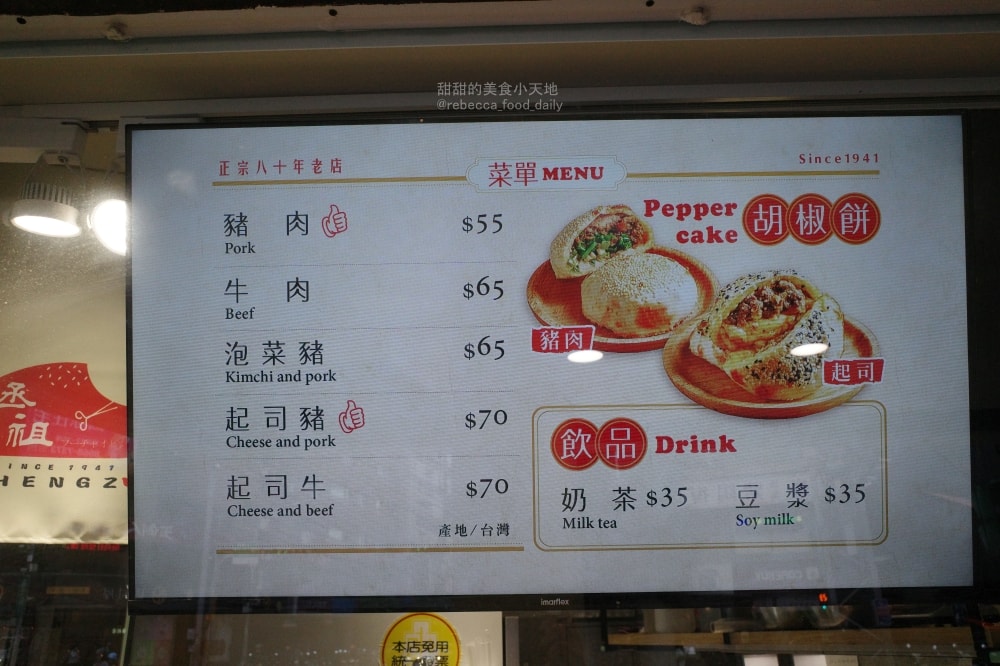 甜甜的美食小天地
@rebecca_food_daily
正宗八十年老店
菜單 MENU
Since1941
豬肉 $55
Pork
牛肉 $65
Beef
泡菜豬 $65
Kimchi and pork
起司豬 $70
Cheese and pork
起司牛 $70
Cheese and beef
產地/台灣
Pepper cake 胡椒餅
豬肉
起司
飲品 Drink
奶茶 $35
Milk tea
豆漿 $35
Soy milk
丞祖
INCE 1941
HENGZ
imarflex
本店免用